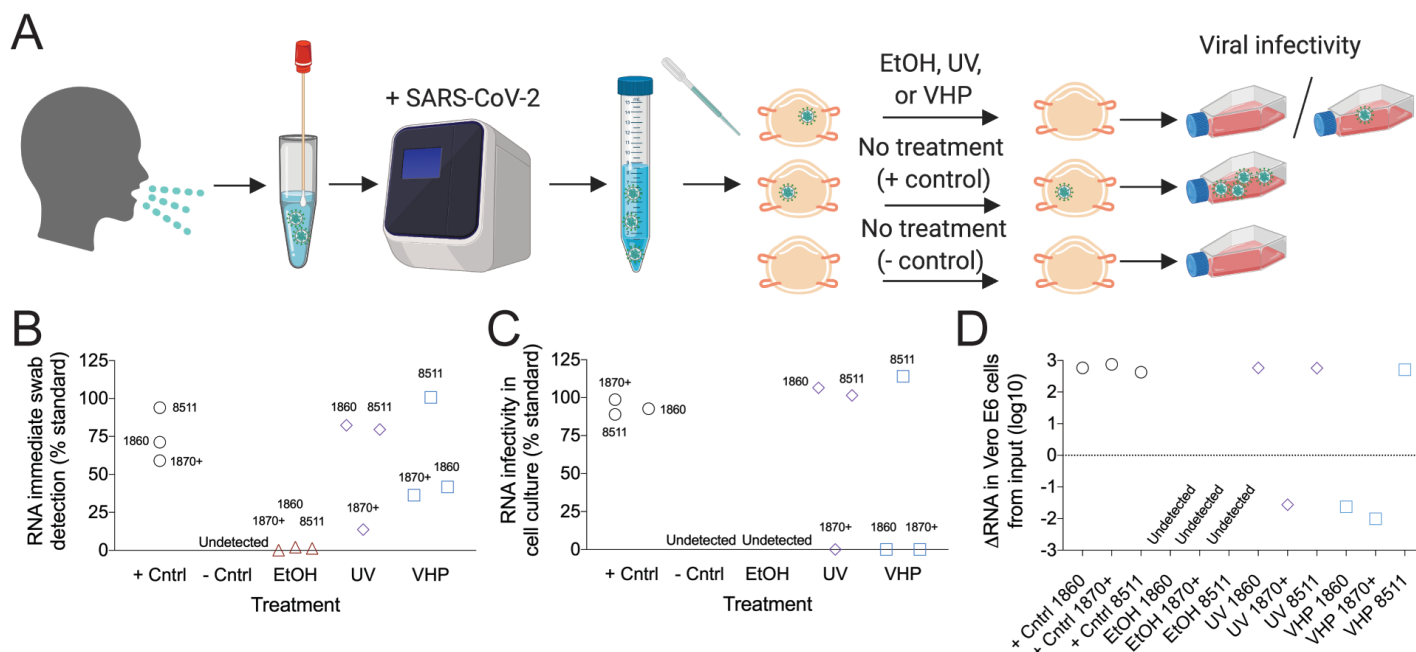 A
+ SARS-CoV-2
EtOH, UV,
or VHP
No treatment
(+ control)
No treatment
(- control)
Viral infectivity
B
RNA immediate swab
detection (% standard)
125
100
75
50
25
0
8511
1860
1870+
Undetected
1870+
1860
8511
1860
8511
1870+
8511
1870+
1860
+ Cntrl
- Cntrl
EtOH
UV
VHP
Treatment
C
RNA infectivity in
cell culture (% standard)
125
100
75
50
25
0
1870+
1860
8511
Undetected
Undetected
1860
8511
1870+
8511
1860
1870+
+ Cntrl
- Cntrl
EtOH
UV
VHP
Treatment
D
ΔRNA in Vero E6 cells
from input (log10)
3
2
1
0
-1
-2
-3
Undetected
Undetected
Undetected
+ Cntrl 1860
+ Cntrl 1870+
+ Cntrl 8511
EtOH 1860
EtOH 1870+
EtOH 8511
UV 1860
UV 1870+
UV 8511
VHP 1860
VHP 1870+
VHP 8511